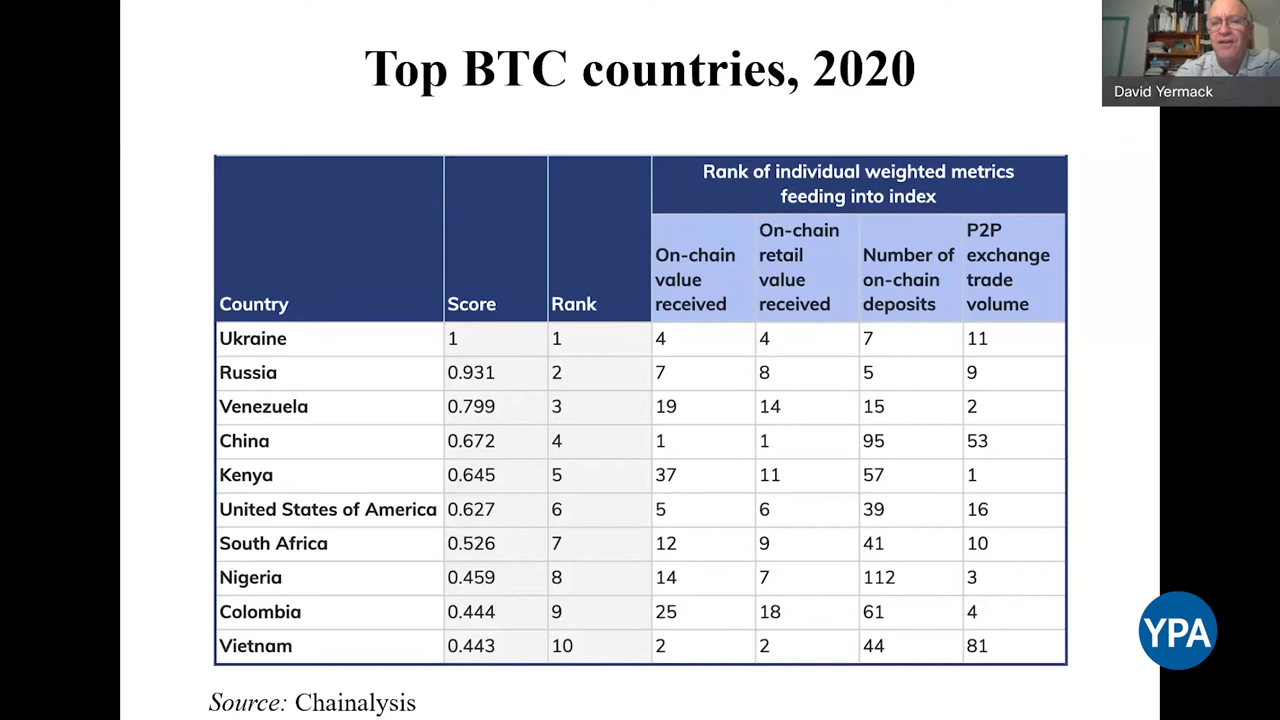 Top BTC countries, 2020
David Yermack
Rank of individual weighted metrics
feeding into index
Country
Score
Rank
On-chain
value
received
On-chain
retail
value
received
Number of
on-chain
deposits
P2P
exchange
trade
volume
Ukraine 1 1 4 4 7 11
Russia 0.931 2 7 8 5 9
Venezuela 0.799 3 19 14 15 2
China 0.672 4 1 1 95 53
Kenya 0.645 5 37 11 57 1
United States of America 0.627 6 5 6 39 16
South Africa 0.526 7 12 9 41 10
Nigeria 0.459 8 14 7 112 3
Colombia 0.444 9 25 18 61 4
Vietnam 0.443 10 2 2 44 81
YPA
Source: Chainalysis